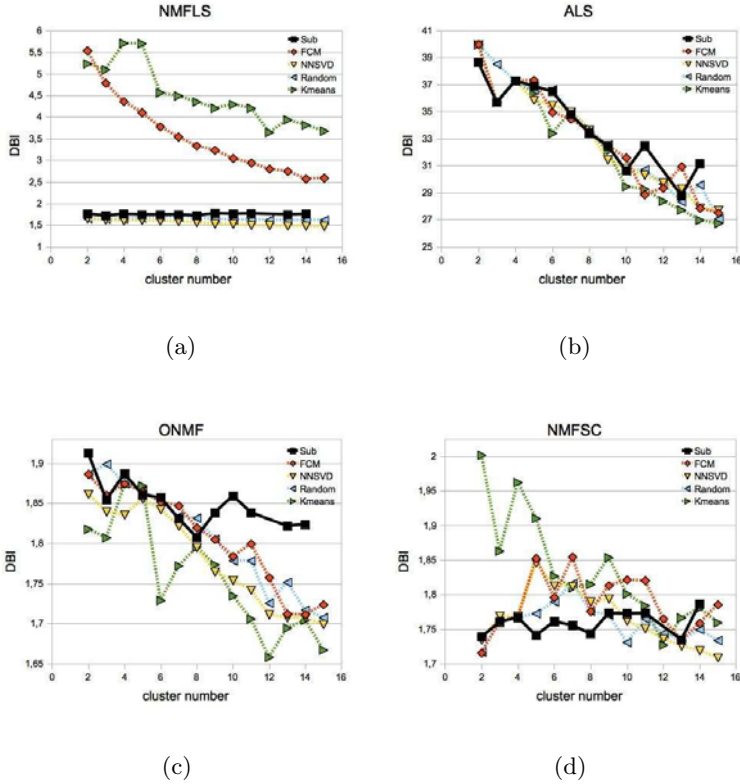 NMFLS
6
5,5
5
4,5
4
3,5
3
2,5
2
1,5
1
DBI
0 2 4 6 8 10 12 14 16
cluster number
Sub
FCM
NNSVD
Random
Kmeans
(a)
ALS
41
39
37
35
33
31
29
27
25
DBI
0 2 4 6 8 10 12 14 16
cluster number
Sub
FCM
NNSVD
Random
Kmeans
(b)
ONMF
1,9
1,85
1,8
1,75
1,7
1,65
DBI
0 2 4 6 8 10 12 14 16
cluster number
Sub
FCM
NNSVD
Random
Kmeans
(c)
NMFSC
2
1,95
1,9
1,85
1,8
1,75
1,7
DBI
0 2 4 6 8 10 12 14 16
cluster number
Sub
FCM
NNSVD
Random
Kmeans
(d)